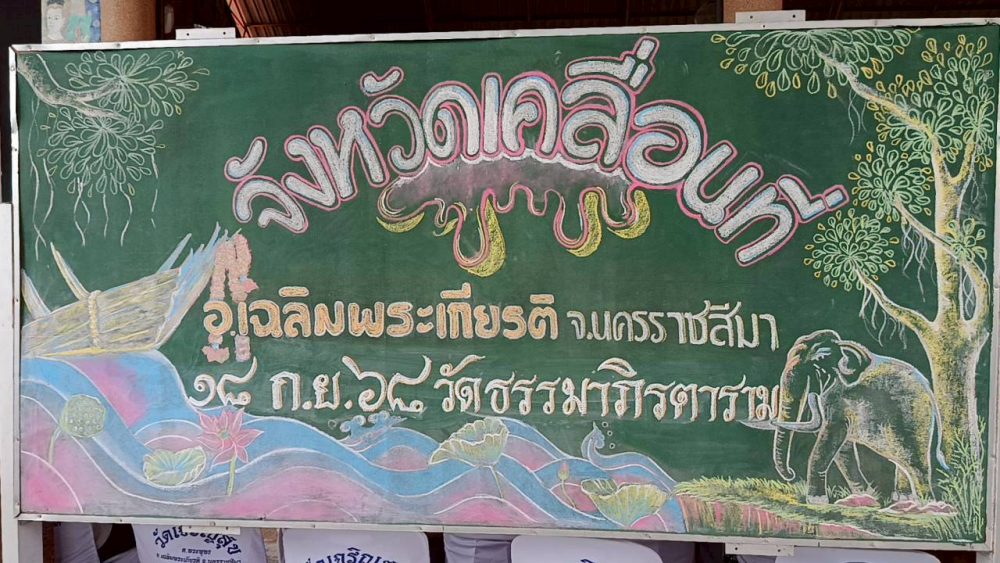 จังหวัดเคลื่อนที่
อ.เฉลิมพระเกียรติ จ.นครราชสีมา
๑๘ ก.ย. ๖๘ วัดธรรมาภิรตาราม